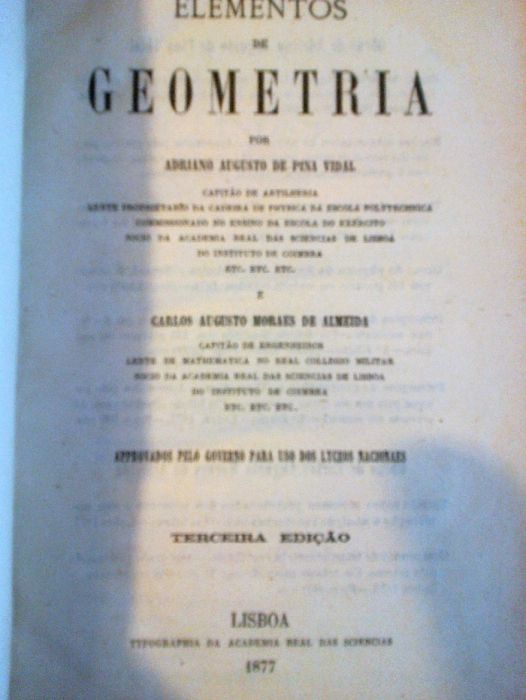 ELEMENTOS
DE
GEOMETRIA
POR
ADRIANO AUGUSTO DE PINA VIDAL
CAPITÃO DE ARTILHERIA
LENTE PROPRIETARIO DA CADEIRA DE PHYSICA DA ESCOLA POLYTECHNICA
COMMISSIONADO NO ENSINO DA ESCOLA DO EXERCITO
SOCIO DA ACADEMIA REAL DAS SCIENCIAS DE LISBOA
DO INSTITUTO DE COIMBRA
ETC. ETC. ETC.
E
CARLOS AUGUSTO MORAES DE ALMEIDA
CAPITÃO DE ENGENHEIROS
LENTE DE MATHEMATICA NO REAL COLLEGIO MILITAR
SOCIO DA ACADEMIA REAL DAS SCIENCIAS DE LISBOA
DO INSTITUTO DE COIMBRA
ETC. ETC. ETC.
APPROVADOS PELO GOVERNO PARA USO DOS LYCEOS NACIONAES
TERCEIRA EDIÇÃO
LISBOA
TYPOGRAPHIA DA ACADEMIA REAL DAS SCIENCIAS
1877